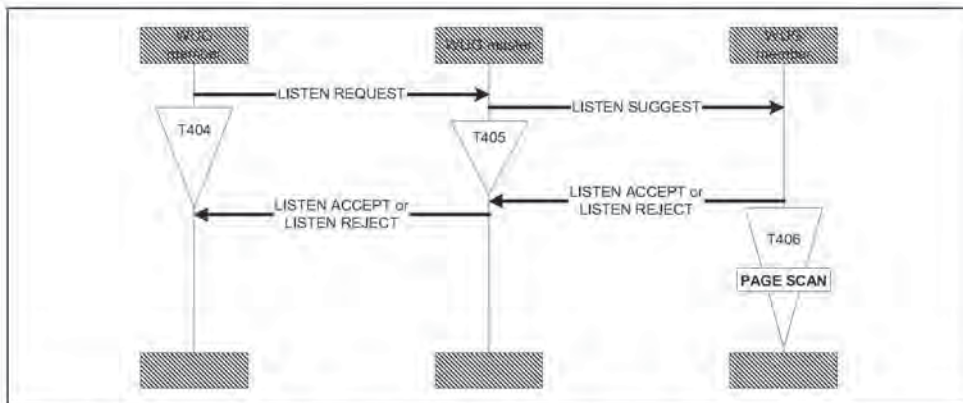 WUG
member
WUG master
WUG
member
LISTEN REQUEST
LISTEN SUGGEST
T404
T405
LISTEN ACCEPT or
LISTEN REJECT
LISTEN ACCEPT or
LISTEN REJECT
T406
PAGE SCAN